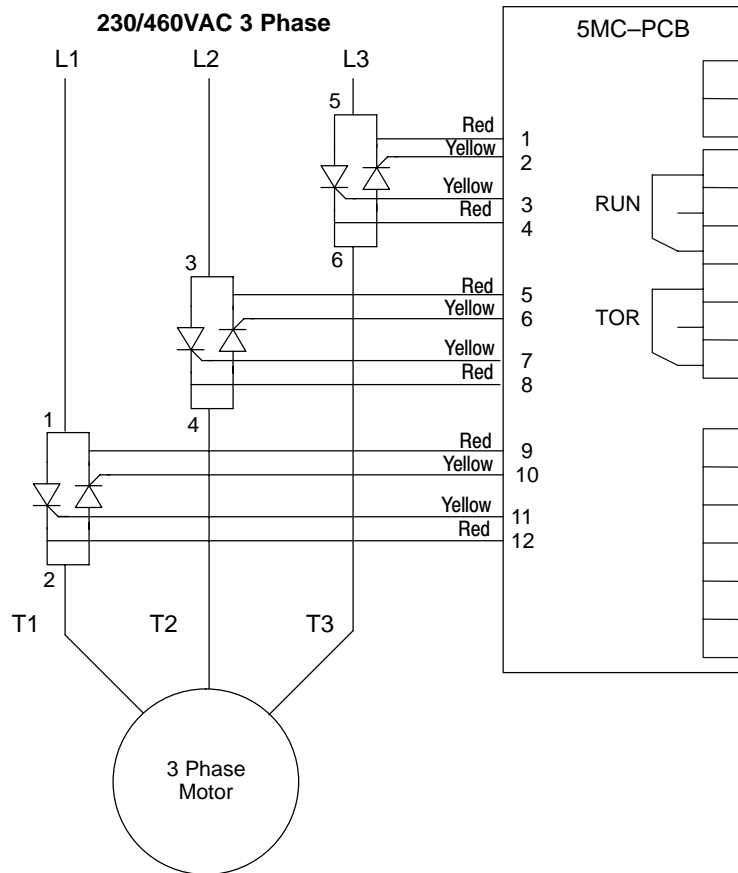 230/460VAC 3 Phase
5MC–PCB
L1 L2 L3
5
Red 1
Yellow 2
Yellow 3
Red 4
RUN
6
3
Red 5
Yellow 6
TOR
Yellow 7
Red 8
4
1
Red 9
Yellow 10
Yellow 11
Red 12
2
T1 T2 T3
3 Phase
Motor